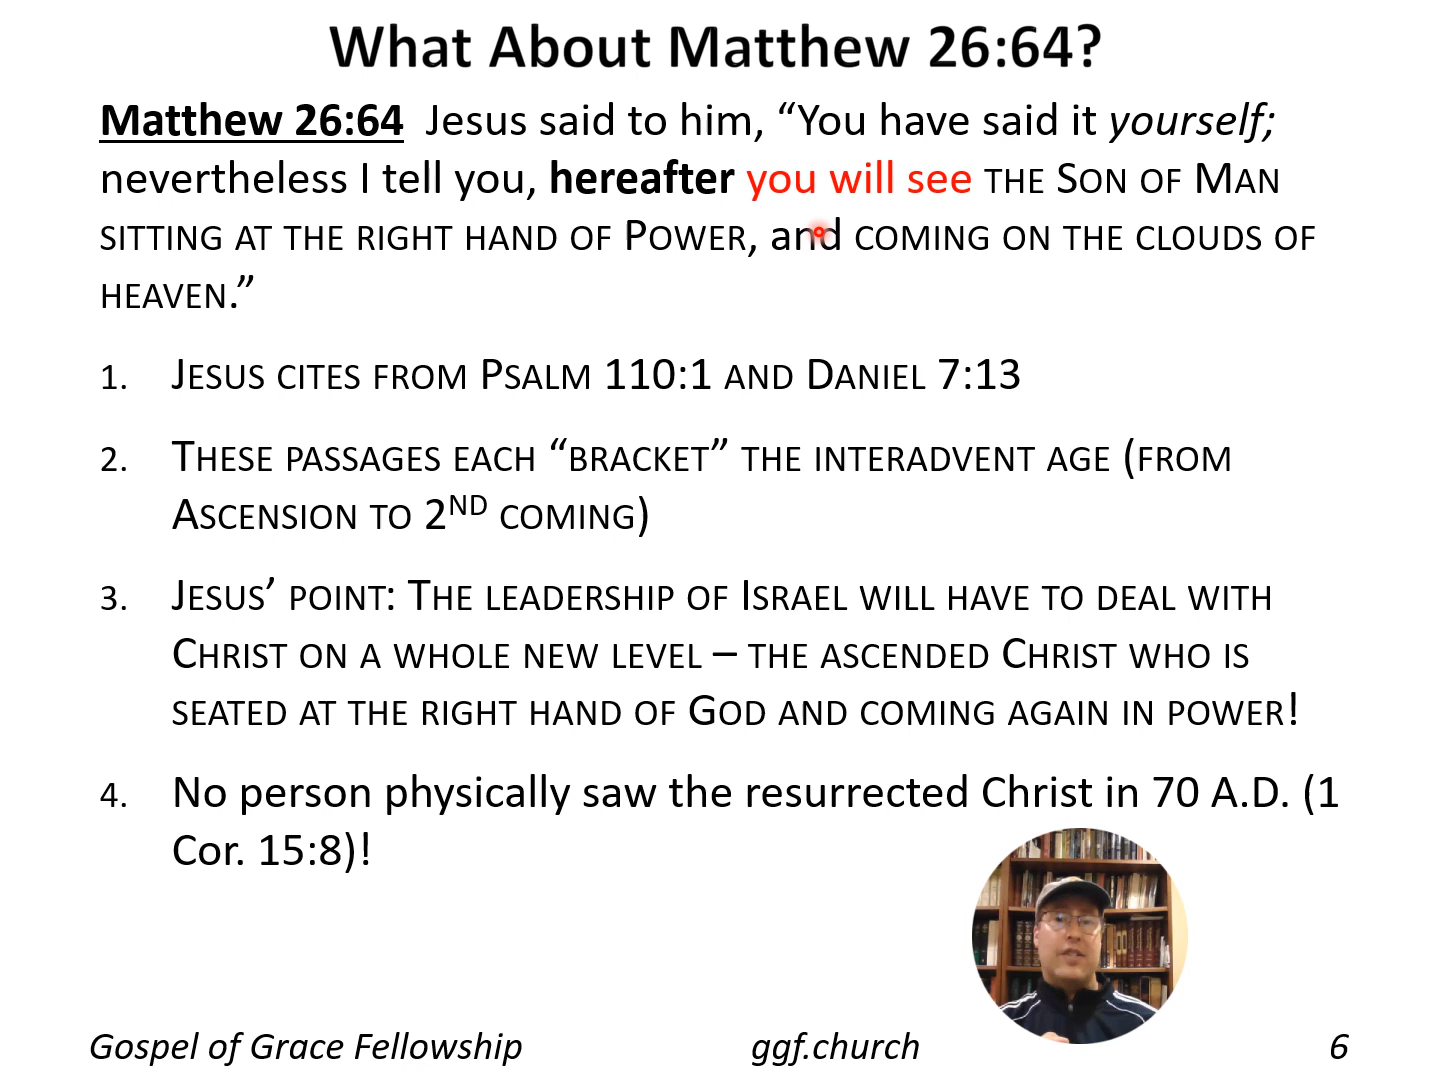 What About Matthew 26:64?
Matthew 26:64 Jesus said to him, “You have said it yourself;
nevertheless I tell you, hereafter you will see THE SON OF MAN
SITTING AT THE RIGHT HAND OF POWER, and COMING ON THE CLOUDS OF
HEAVEN.”
1. JESUS CITES FROM PSALM 110:1 AND DANIEL 7:13
2. THESE PASSAGES EACH “BRACKET” THE INTERADVENT AGE (FROM
ASCENSION TO 2ND COMING)
3. JESUS’ POINT: THE LEADERSHIP OF ISRAEL WILL HAVE TO DEAL WITH
CHRIST ON A WHOLE NEW LEVEL – THE ASCENDED CHRIST WHO IS
SEATED AT THE RIGHT HAND OF GOD AND COMING AGAIN IN POWER!
4. No person physically saw the resurrected Christ in 70 A.D. (1
Cor. 15:8)!
Gospel of Grace Fellowship ggf.church 6